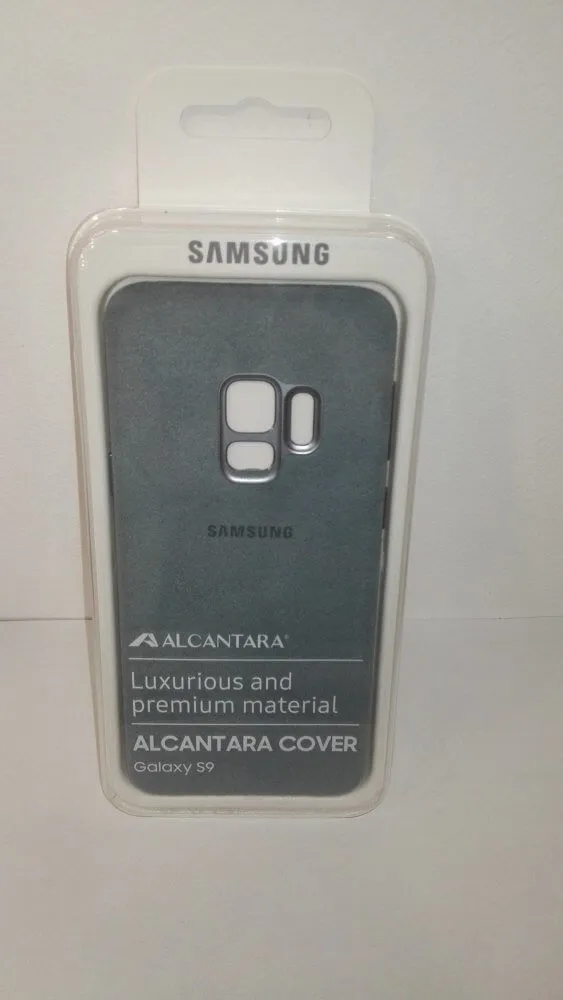 SAMSUNG
SAMSUNG
ALCANTARA®
Luxurious and
premium material
ALCANTARA COVER
Galaxy S9